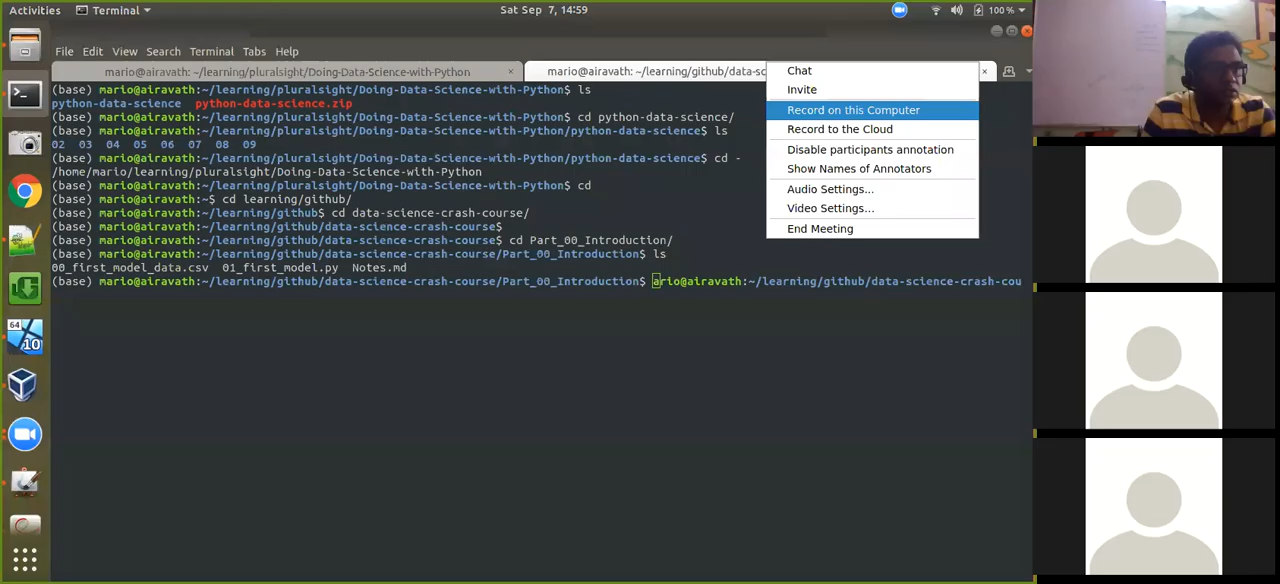 Activities Terminal Sat Sep 7, 14:59 100 %
File Edit View Search Terminal Tabs Help
mario@airavath: ~/learning/pluralsight/Doing-Data-Science-with-Python × mario@airavath: ~/learning/github/data-sc ×
(base) mario@airavath:~/learning/pluralsight/Doing-Data-Science-with-Python$ ls
python-data-science python-data-science.zip
(base) mario@airavath:~/learning/pluralsight/Doing-Data-Science-with-Python$ cd python-data-science/
(base) mario@airavath:~/learning/pluralsight/Doing-Data-Science-with-Python/python-data-science$ ls
02 03 04 05 06 07 08 09
(base) mario@airavath:~/learning/pluralsight/Doing-Data-Science-with-Python/python-data-science$ cd -
/home/mario/learning/pluralsight/Doing-Data-Science-with-Python
(base) mario@airavath:~/learning/pluralsight/Doing-Data-Science-with-Python$ cd
(base) mario@airavath:~$ cd learning/github/
(base) mario@airavath:~/learning/github$ cd data-science-crash-course/
(base) mario@airavath:~/learning/github/data-science-crash-course$
(base) mario@airavath:~/learning/github/data-science-crash-course$ cd Part_00_Introduction/
(base) mario@airavath:~/learning/github/data-science-crash-course/Part_00_Introduction$ ls
00_first_model_data.csv 01_first_model.py Notes.md
(base) mario@airavath:~/learning/github/data-science-crash-course/Part_00_Introduction$ ario@airavath:~/learning/github/data-science-crash-cou
Chat
Invite
Record on this Computer
Record to the Cloud
Disable participants annotation
Show Names of Annotators
Audio Settings...
Video Settings...
End Meeting
64
10